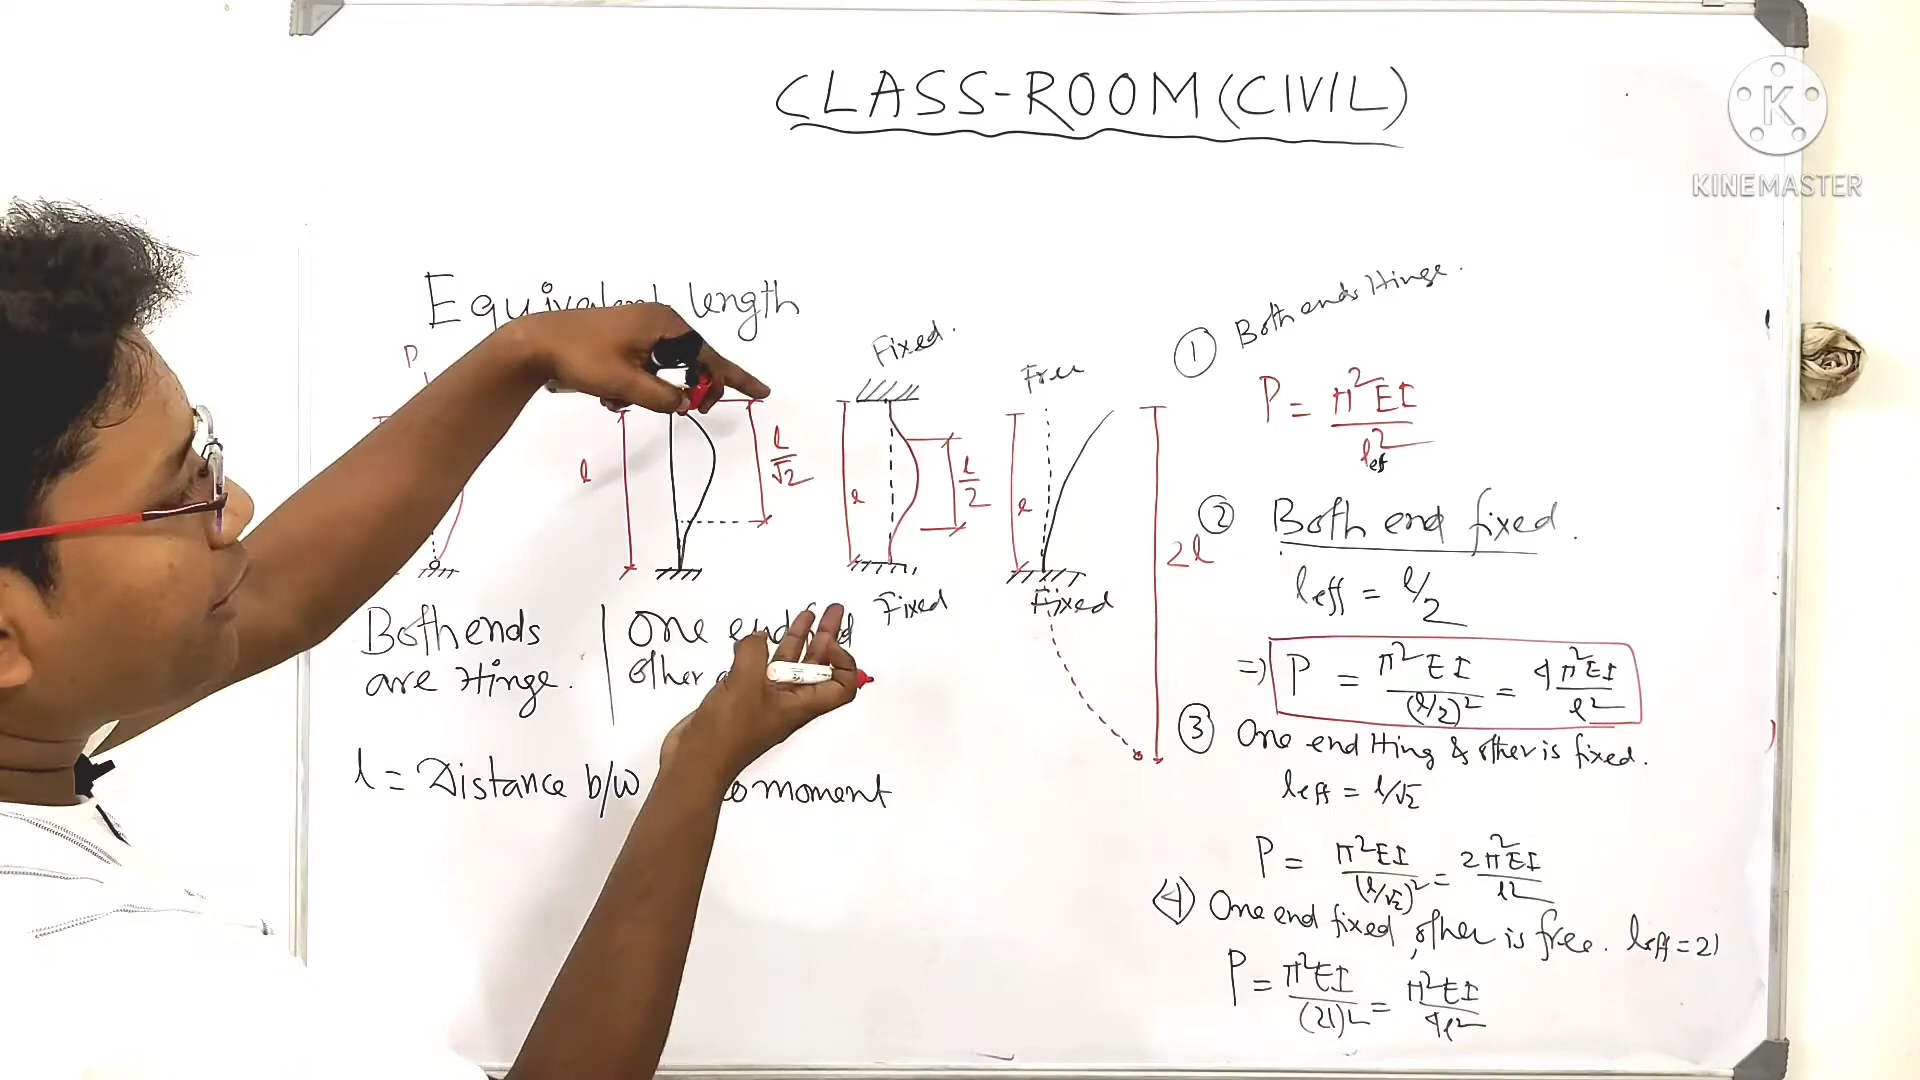 CLASS-ROOM (CIVIL)
KINEMASTER
Equivalent length
P
l
l/√2
Fixed.
l
l/2
Fixed
Free
l
Fixed
2l
Both ends
are Hinge.
One end
other
l = Distance b/w
moment
① Both ends Hinge.
P = π²EI/l²eff
② Both end fixed.
leff = l/2
=) P = π²EI/(l/2)² = 4π²EI/l²
③ One end Hing & other is fixed.
leff = l/√2
P = π²EI/(l/√2)² = 2π²EI/l²
④ One end fixed, other is free. leff = 2l
P = π²EI/(2l)² = π²EI/4l²